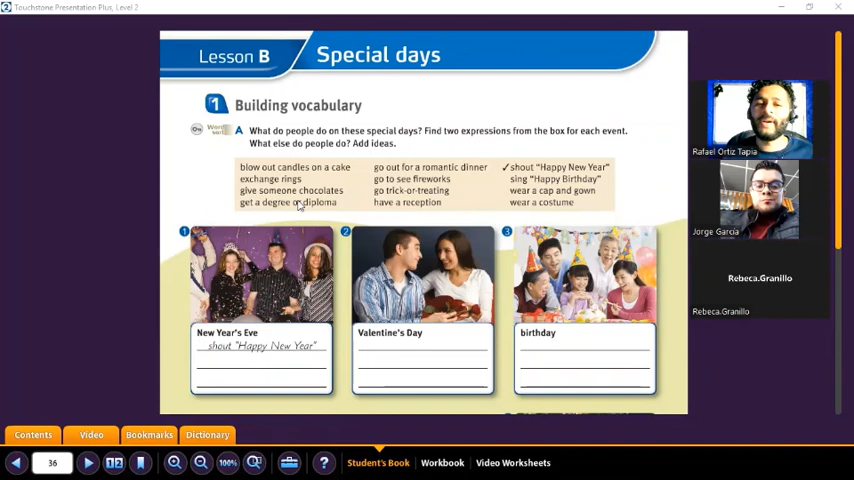 Touchstone Presentation Plus, Level 2
Lesson B
Special days
1 Building vocabulary
Word sort
A What do people do on these special days? Find two expressions from the box for each event.
What else do people do? Add ideas.
blow out candles on a cake
exchange rings
give someone chocolates
get a degree or diploma
go out for a romantic dinner
go to see fireworks
go trick-or-treating
have a reception
✓shout "Happy New Year"
sing "Happy Birthday"
wear a cap and gown
wear a costume
1
New Year's Eve
shout "Happy New Year"
2
Valentine's Day
3
birthday
Rafael Ortiz Tapia
Jorge García
Rebeca.Granillo
Rebeca.Granillo
Contents
Video
Bookmarks
Dictionary
36
1 2
100%
?
Student's Book
Workbook
Video Worksheets